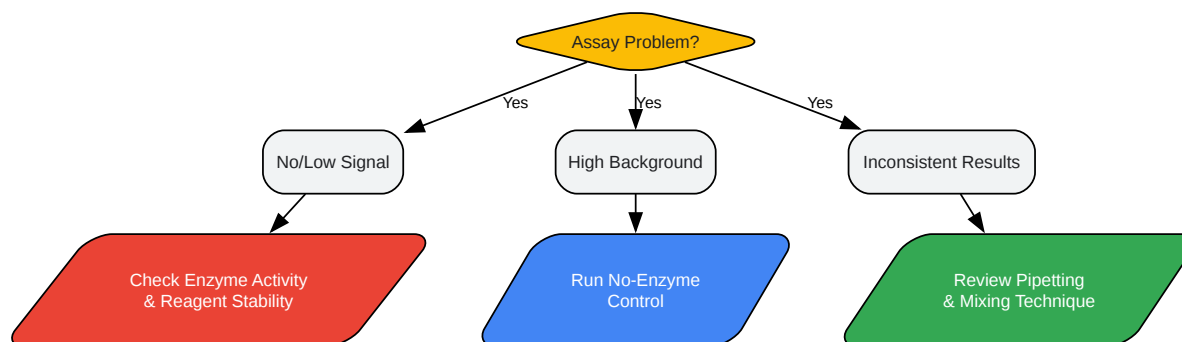 Assay Problem?
Yes
Yes
Yes
No/Low Signal
High Background
Inconsistent Results
Check Enzyme Activity
& Reagent Stability
Run No-Enzyme
Control
Review Pipetting
& Mixing Technique